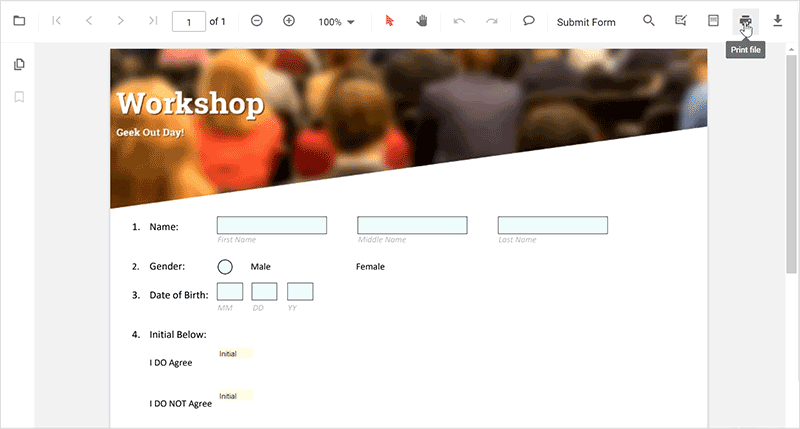 1 of 1 100% Submit Form
Print file
Workshop
Geek Out Day!
1. Name:
First Name Middle Name Last Name
2. Gender: Male Female
3. Date of Birth:
MM DD YY
4. Initial Below:
Initial
I DO Agree
Initial
I DO NOT Agree